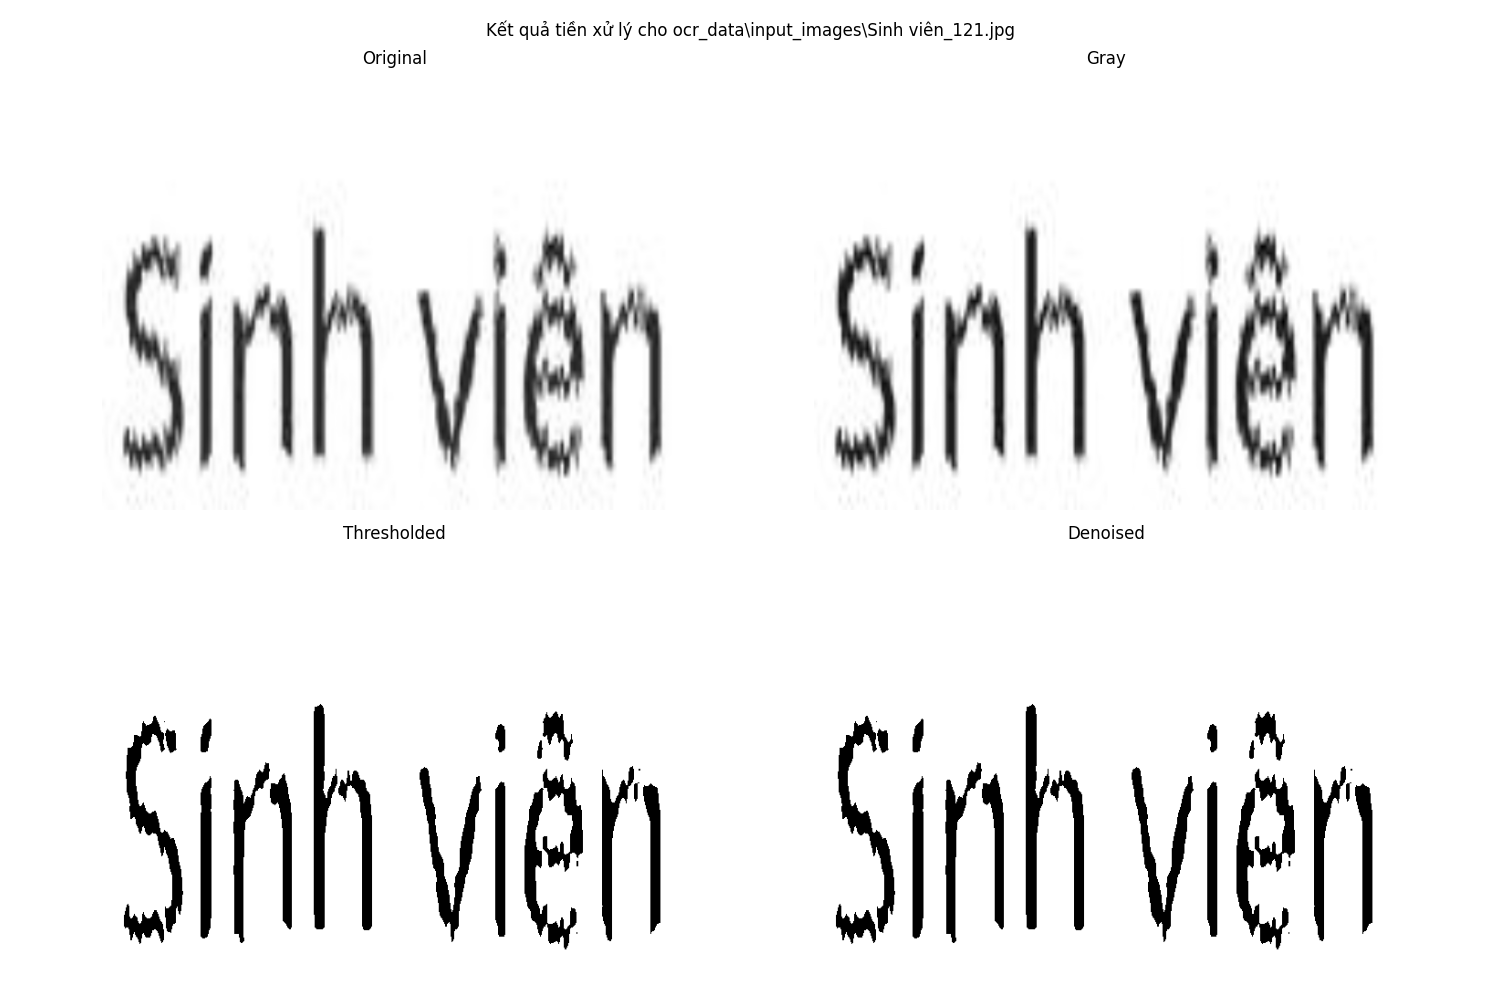 Kết quả tiền xử lý cho ocr_data\input_images\Sinh viên_121.jpg
Original
Gray
Sinh viên
Sinh viên
Thresholded
Denoised
Sinh viên
Sinh viên